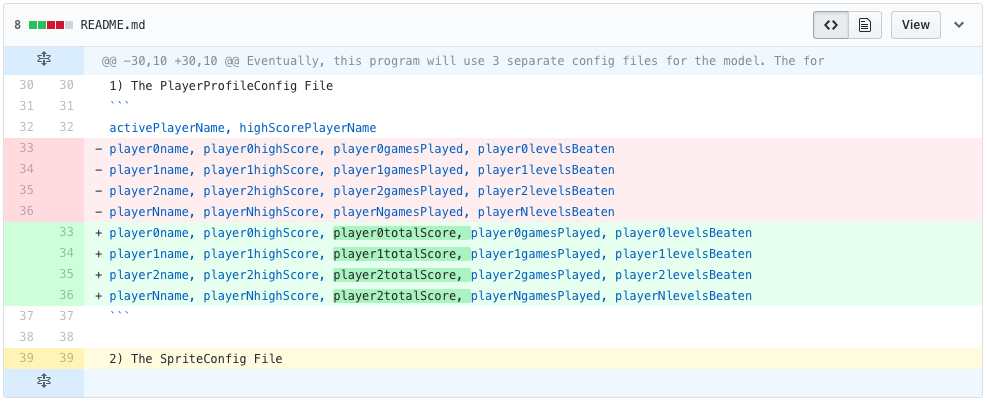 8 README.md View
@@ -30,10 +30,10 @@ Eventually, this program will use 3 separate config files for the model. The for
30 30 1) The PlayerProfileConfig File
31 31 ```
32 32 activePlayerName, highScorePlayerName
33 - player0name, player0highScore, player0gamesPlayed, player0levelsBeaten
34 - player1name, player1highScore, player1gamesPlayed, player1levelsBeaten
35 - player2name, player2highScore, player2gamesPlayed, player2levelsBeaten
36 - playerNname, playerNhighScore, playerNgamesPlayed, playerNlevelsBeaten
33 + player0name, player0highScore, player0totalScore, player0gamesPlayed, player0levelsBeaten
34 + player1name, player1highScore, player1totalScore, player1gamesPlayed, player1levelsBeaten
35 + player2name, player2highScore, player2totalScore, player2gamesPlayed, player2levelsBeaten
36 + playerNname, playerNhighScore, player2totalScore, playerNgamesPlayed, playerNlevelsBeaten
37 37 ```
38 38
39 39 2) The SpriteConfig File